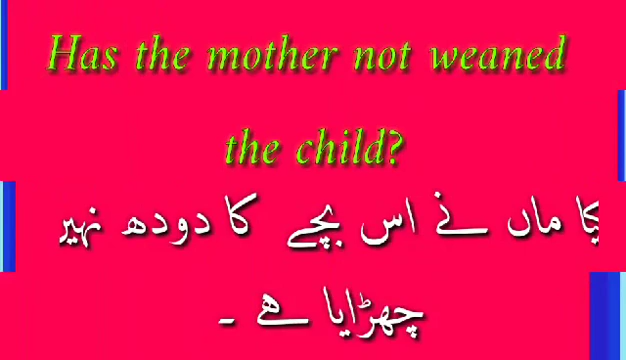 Has the mother not weaned
the child?
کیا ماں نے اس بچے کا دودھ نہیں
چھڑایا ہے ۔